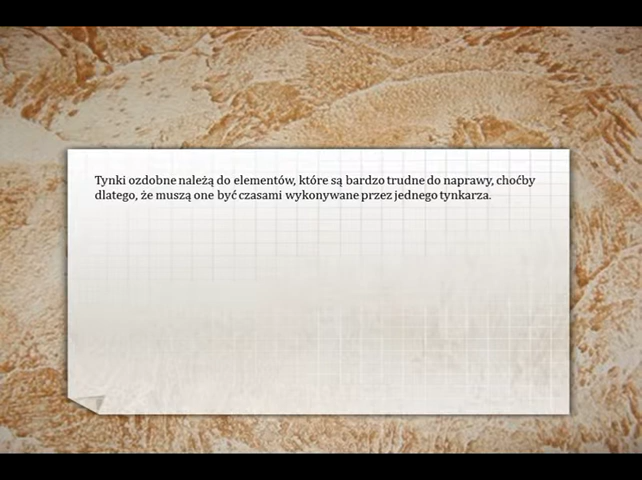 Tynki ozdobne należą do elementów, które są bardzo trudne do naprawy, choćby
dlatego, że muszą one być czasami wykonywane przez jednego tynkarza.